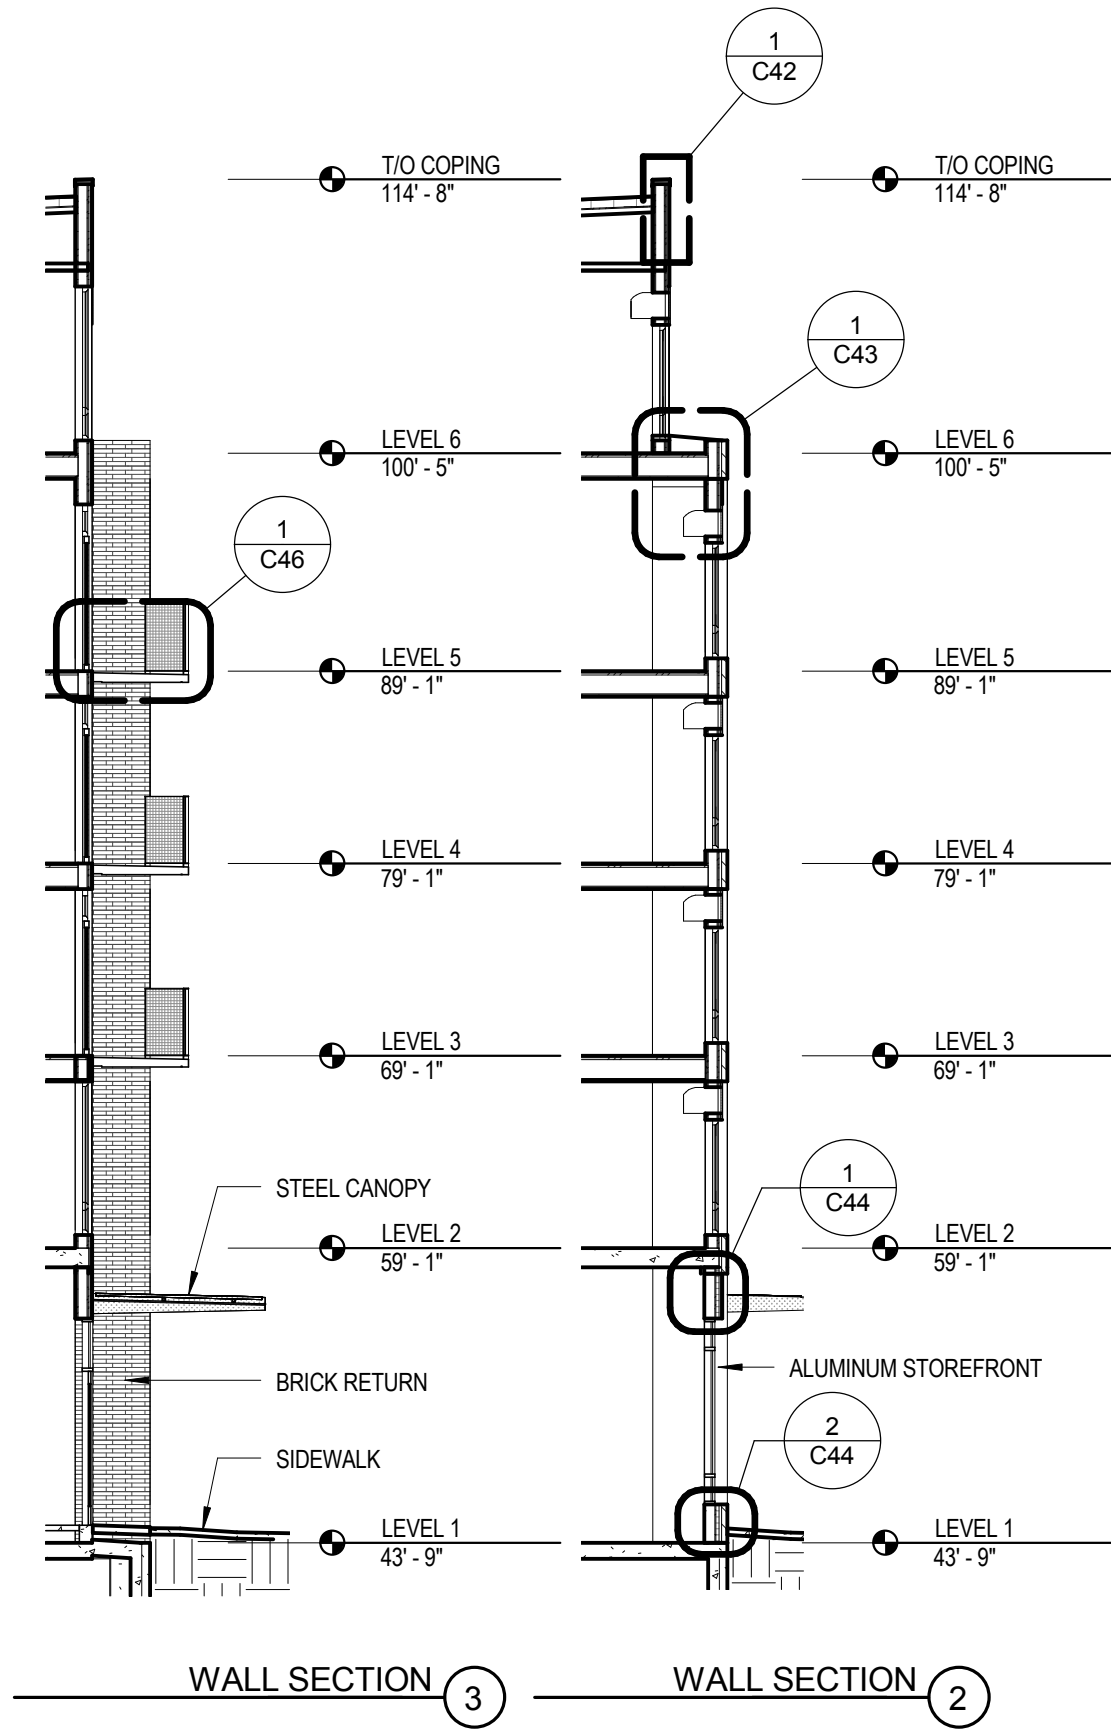 1
C42
T/O COPING
114' - 8"
T/O COPING
114' - 8"
1
C43
LEVEL 6
100' - 5"
LEVEL 6
100' - 5"
1
C46
LEVEL 5
89' - 1"
LEVEL 5
89' - 1"
LEVEL 4
79' - 1"
LEVEL 4
79' - 1"
LEVEL 3
69' - 1"
LEVEL 3
69' - 1"
STEEL CANOPY
1
C44
LEVEL 2
59' - 1"
LEVEL 2
59' - 1"
BRICK RETURN
ALUMINUM STOREFRONT
2
C44
SIDEWALK
LEVEL 1
43' - 9"
LEVEL 1
43' - 9"
WALL SECTION 3
WALL SECTION 2